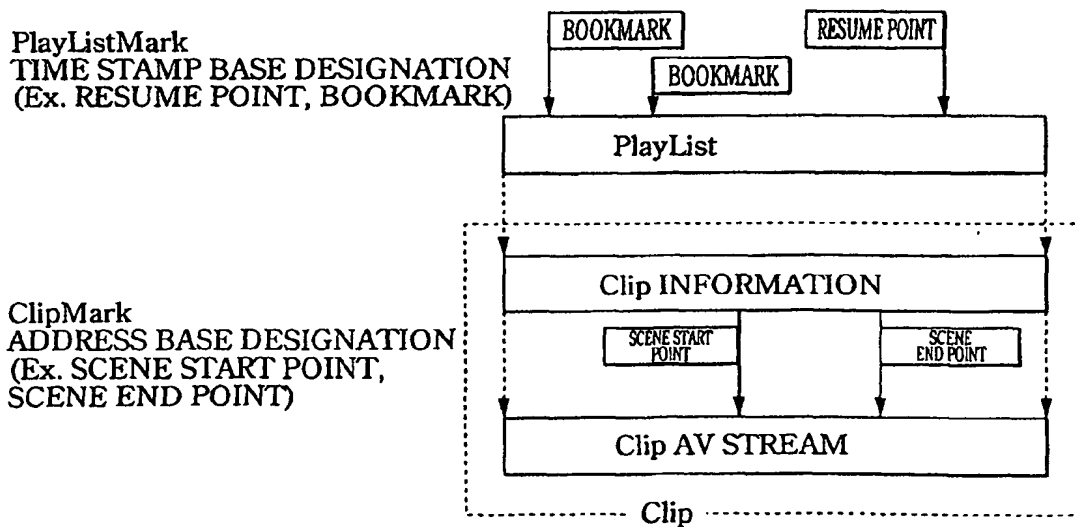 PlayListMark
TIME STAMP BASE DESIGNATION
(Ex. RESUME POINT, BOOKMARK)
BOOKMARK
RESUME POINT
BOOKMARK
PlayList
Clip INFORMATION
ClipMark
ADDRESS BASE DESIGNATION
(Ex. SCENE START POINT,
SCENE END POINT)
SCENE START
POINT
SCENE
END POINT
Clip AV STREAM
Clip